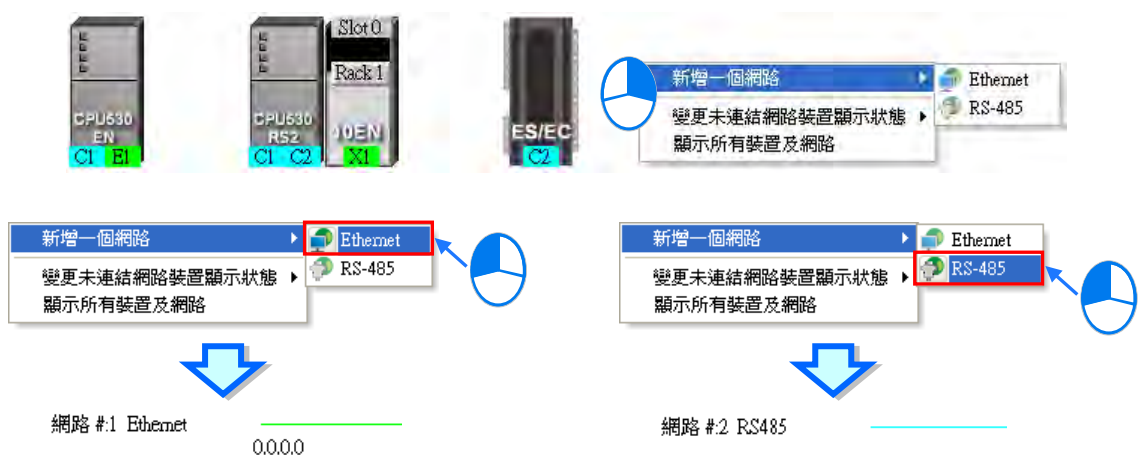 CPU530
EN
C1 E1
CPU530
RS2
C1 C2
Slot 0
Rack 1
10EN
X1
ES/EC
C2
新增一個網路
變更未連結網路裝置顯示狀態
顯示所有裝置及網路
Ethernet
RS-485
新增一個網路
變更未連結網路裝置顯示狀態
顯示所有裝置及網路
Ethernet
RS-485
新增一個網路
變更未連結網路裝置顯示狀態
顯示所有裝置及網路
Ethernet
RS-485
網路 #:1 Ethernet
0.0.0.0
網路 #:2 RS485